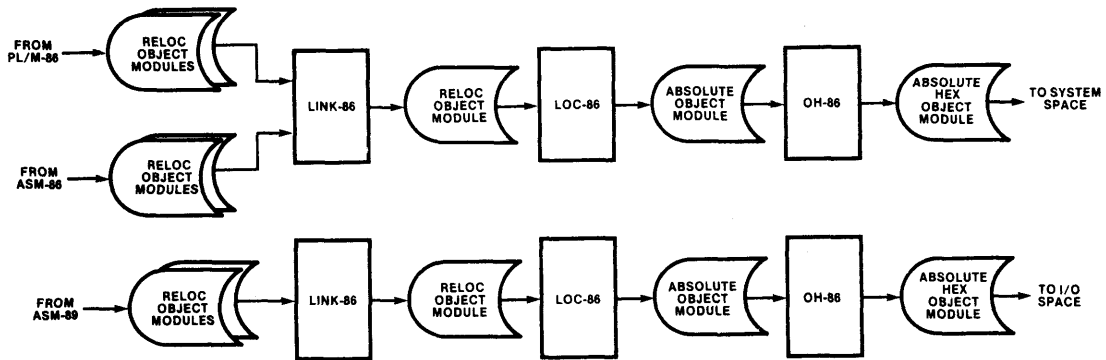 FROM
PL/M-86
RELOC
OBJECT
MODULES
LINK-86
RELOC
OBJECT
MODULE
LOC-86
ABSOLUTE
OBJECT
MODULE
OH-86
ABSOLUTE
HEX
OBJECT
MODULE
TO SYSTEM
SPACE
FROM
ASM-86
RELOC
OBJECT
MODULES
FROM
ASM-89
RELOC
OBJECT
MODULES
LINK-86
RELOC
OBJECT
MODULE
LOC-86
ABSOLUTE
OBJECT
MODULE
OH-86
ABSOLUTE
HEX
OBJECT
MODULE
TO I/O
SPACE